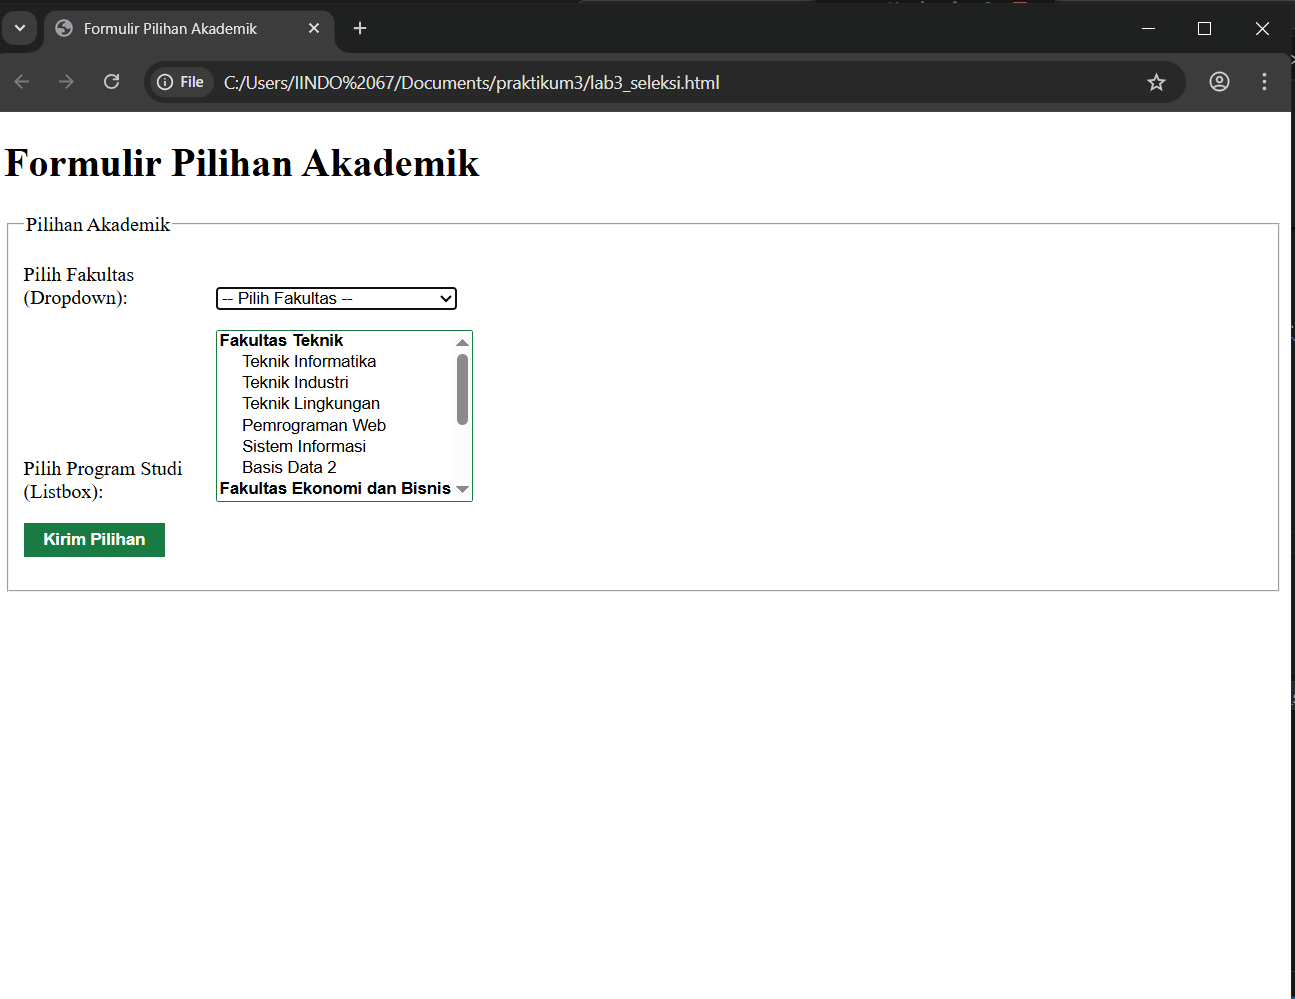 Formulir Pilihan Akademik
File
C:/Users/IINDO%2067/Documents/praktikum3/lab3_seleksi.html
Formulir Pilihan Akademik
Pilihan Akademik
Pilih Fakultas
(Dropdown):
-- Pilih Fakultas --
Fakultas Teknik
Teknik Informatika
Teknik Industri
Teknik Lingkungan
Pemrograman Web
Sistem Informasi
Basis Data 2
Fakultas Ekonomi dan Bisnis
Pilih Program Studi
(Listbox):
Kirim Pilihan